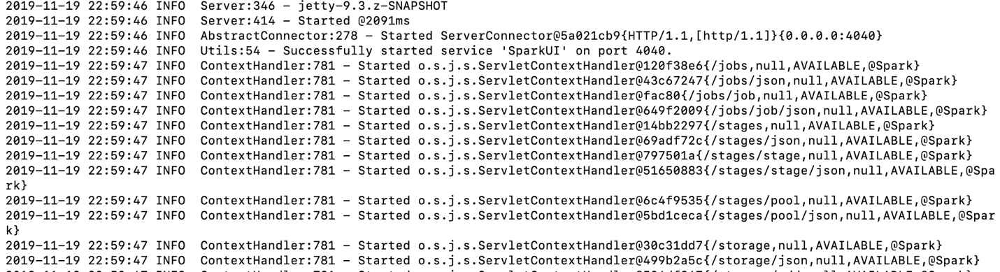 2019-11-19 22:59:46 INFO  Server:346 - jetty-9.3.z-SNAPSHOT
2019-11-19 22:59:46 INFO  Server:414 - Started @2091ms
2019-11-19 22:59:46 INFO  AbstractConnector:278 - Started ServerConnector@5a021cb9{HTTP/1.1,[http/1.1]}{0.0.0.0:4040}
2019-11-19 22:59:46 INFO  Utils:54 - Successfully started service 'SparkUI' on port 4040.
2019-11-19 22:59:47 INFO  ContextHandler:781 - Started o.s.j.s.ServletContextHandler@120f38e6{/jobs,null,AVAILABLE,@Spark}
2019-11-19 22:59:47 INFO  ContextHandler:781 - Started o.s.j.s.ServletContextHandler@43c67247{/jobs/json,null,AVAILABLE,@Spark}
2019-11-19 22:59:47 INFO  ContextHandler:781 - Started o.s.j.s.ServletContextHandler@fac80{/jobs/job,null,AVAILABLE,@Spark}
2019-11-19 22:59:47 INFO  ContextHandler:781 - Started o.s.j.s.ServletContextHandler@649f2009{/jobs/job/json,null,AVAILABLE,@Spark}
2019-11-19 22:59:47 INFO  ContextHandler:781 - Started o.s.j.s.ServletContextHandler@14bb2297{/stages,null,AVAILABLE,@Spark}
2019-11-19 22:59:47 INFO  ContextHandler:781 - Started o.s.j.s.ServletContextHandler@69adf72c{/stages/json,null,AVAILABLE,@Spark}
2019-11-19 22:59:47 INFO  ContextHandler:781 - Started o.s.j.s.ServletContextHandler@797501a{/stages/stage,null,AVAILABLE,@Spark}
2019-11-19 22:59:47 INFO  ContextHandler:781 - Started o.s.j.s.ServletContextHandler@51650883{/stages/stage/json,null,AVAILABLE,@Spa
rk}
2019-11-19 22:59:47 INFO  ContextHandler:781 - Started o.s.j.s.ServletContextHandler@6c4f9535{/stages/pool,null,AVAILABLE,@Spark}
2019-11-19 22:59:47 INFO  ContextHandler:781 - Started o.s.j.s.ServletContextHandler@5bd1ceca{/stages/pool/json,null,AVAILABLE,@Spar
k}
2019-11-19 22:59:47 INFO  ContextHandler:781 - Started o.s.j.s.ServletContextHandler@30c31dd7{/storage,null,AVAILABLE,@Spark}
2019-11-19 22:59:47 INFO  ContextHandler:781 - Started o.s.j.s.ServletContextHandler@499b2a5c{/storage/json,null,AVAILABLE,@Spark}